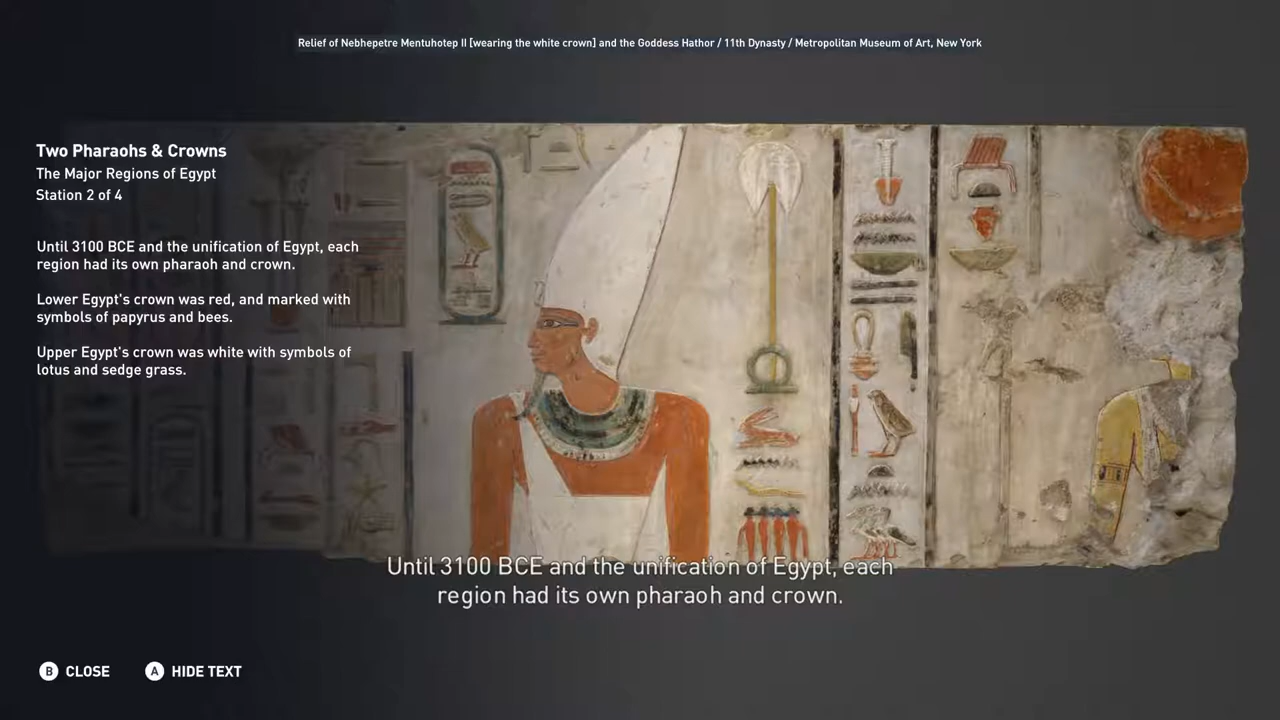 Relief of Nebhepetre Mentuhotep II [wearing the white crown] and the Goddess Hathor / 11th Dynasty / Metropolitan Museum of Art, New York
Two Pharaohs & Crowns
The Major Regions of Egypt
Station 2 of 4
Until 3100 BCE and the unification of Egypt, each
region had its own pharaoh and crown.
Lower Egypt's crown was red, and marked with
symbols of papyrus and bees.
Upper Egypt's crown was white with symbols of
lotus and sedge grass.
Until 3100 BCE and the unification of Egypt, each
region had its own pharaoh and crown.
B CLOSE A HIDE TEXT